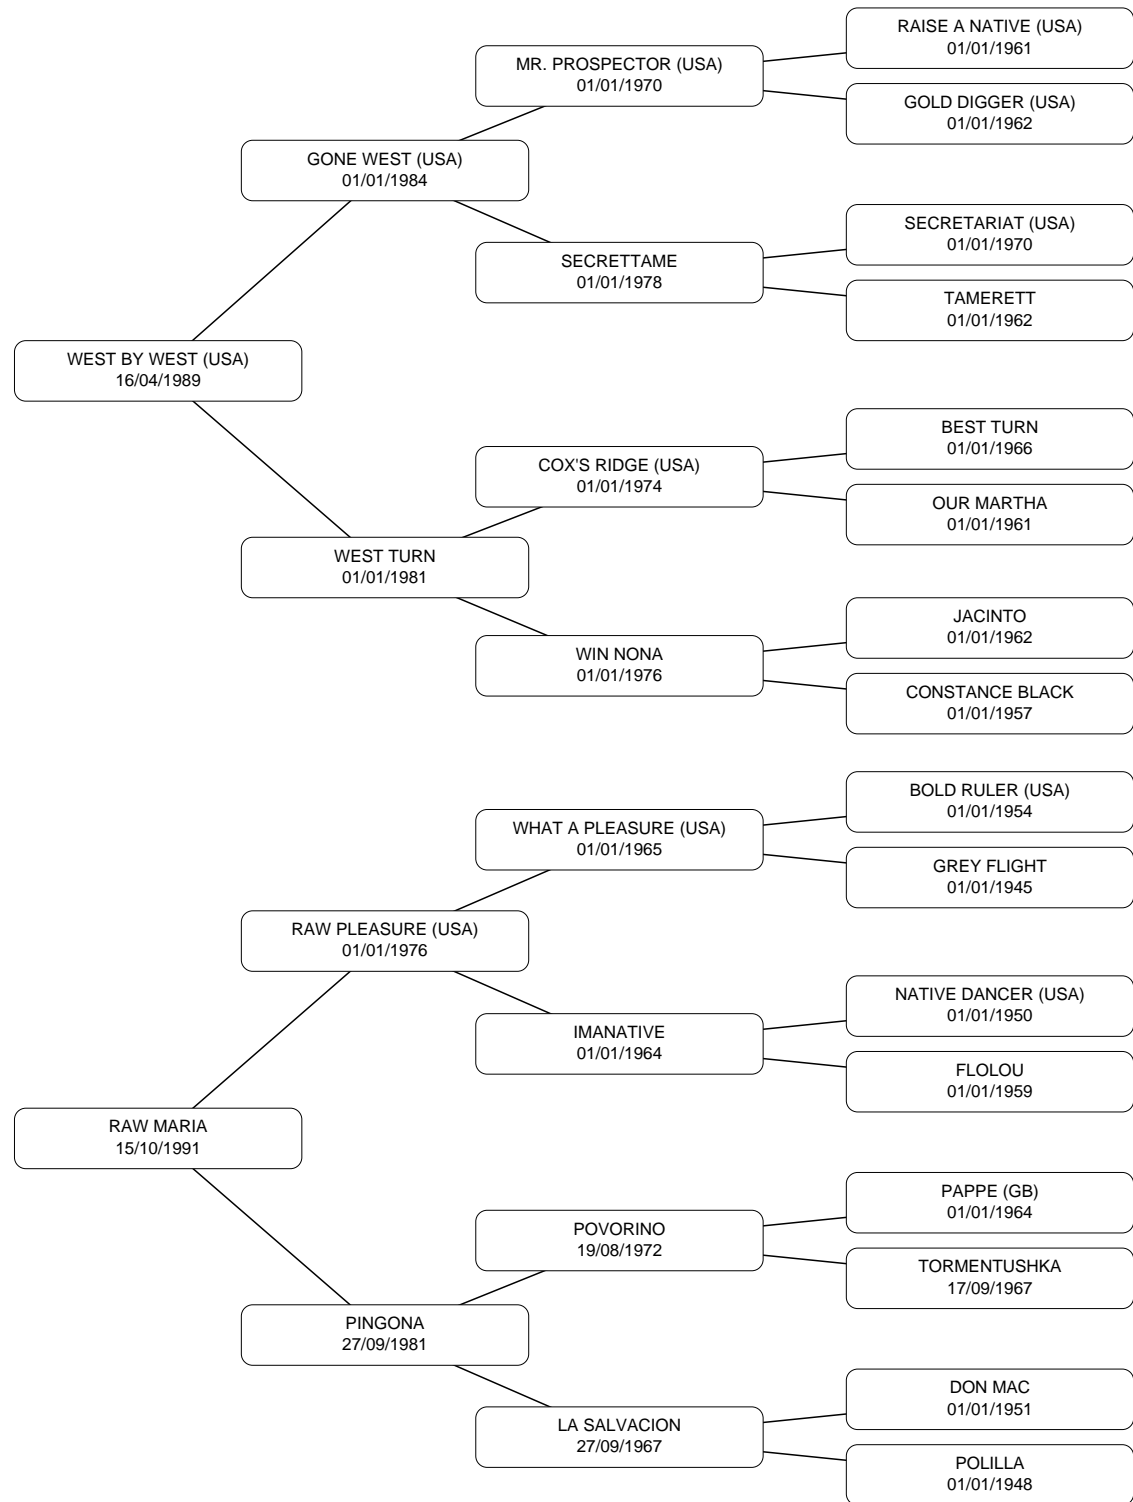 RAISE A NATIVE (USA)
01/01/1961
MR. PROSPECTOR (USA)
01/01/1970
GOLD DIGGER (USA)
01/01/1962
GONE WEST (USA)
01/01/1984
SECRETARIAT (USA)
01/01/1970
SECRETTAME
01/01/1978
TAMERETT
01/01/1962
WEST BY WEST (USA)
16/04/1989
BEST TURN
01/01/1966
COX'S RIDGE (USA)
01/01/1974
OUR MARTHA
01/01/1961
WEST TURN
01/01/1981
JACINTO
01/01/1962
WIN NONA
01/01/1976
CONSTANCE BLACK
01/01/1957
BOLD RULER (USA)
01/01/1954
WHAT A PLEASURE (USA)
01/01/1965
GREY FLIGHT
01/01/1945
RAW PLEASURE (USA)
01/01/1976
NATIVE DANCER (USA)
01/01/1950
IMANATIVE
01/01/1964
FLOLOU
01/01/1959
RAW MARIA
15/10/1991
PAPPE (GB)
01/01/1964
POVORINO
19/08/1972
TORMENTUSHKA
17/09/1967
PINGONA
27/09/1981
DON MAC
01/01/1951
LA SALVACION
27/09/1967
POLILLA
01/01/1948